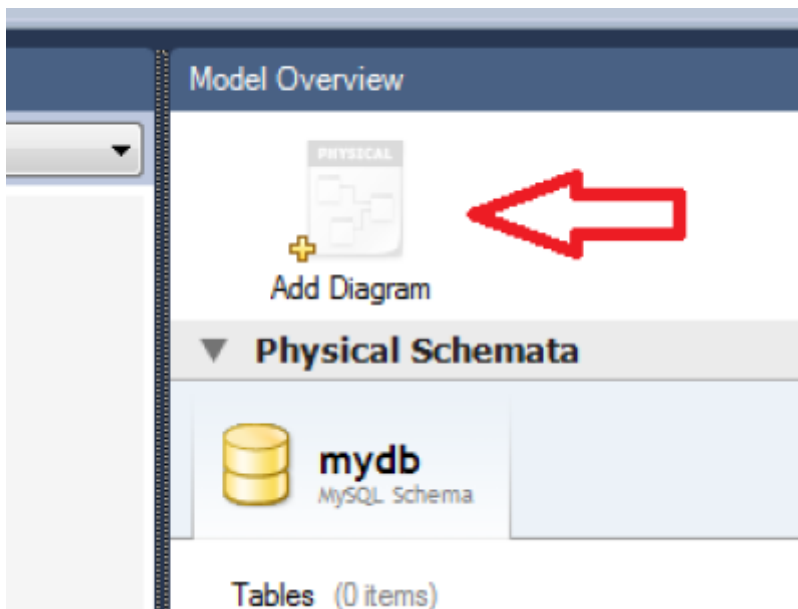 Model Overview
PHYSICAL
Add Diagram
Physical Schemata
mydb
MySQL Schema
Tables (0 items)